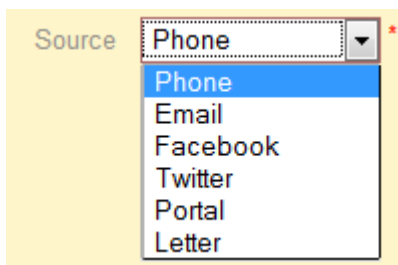 Source Phone *
Phone
Email
Facebook
Twitter
Portal
Letter